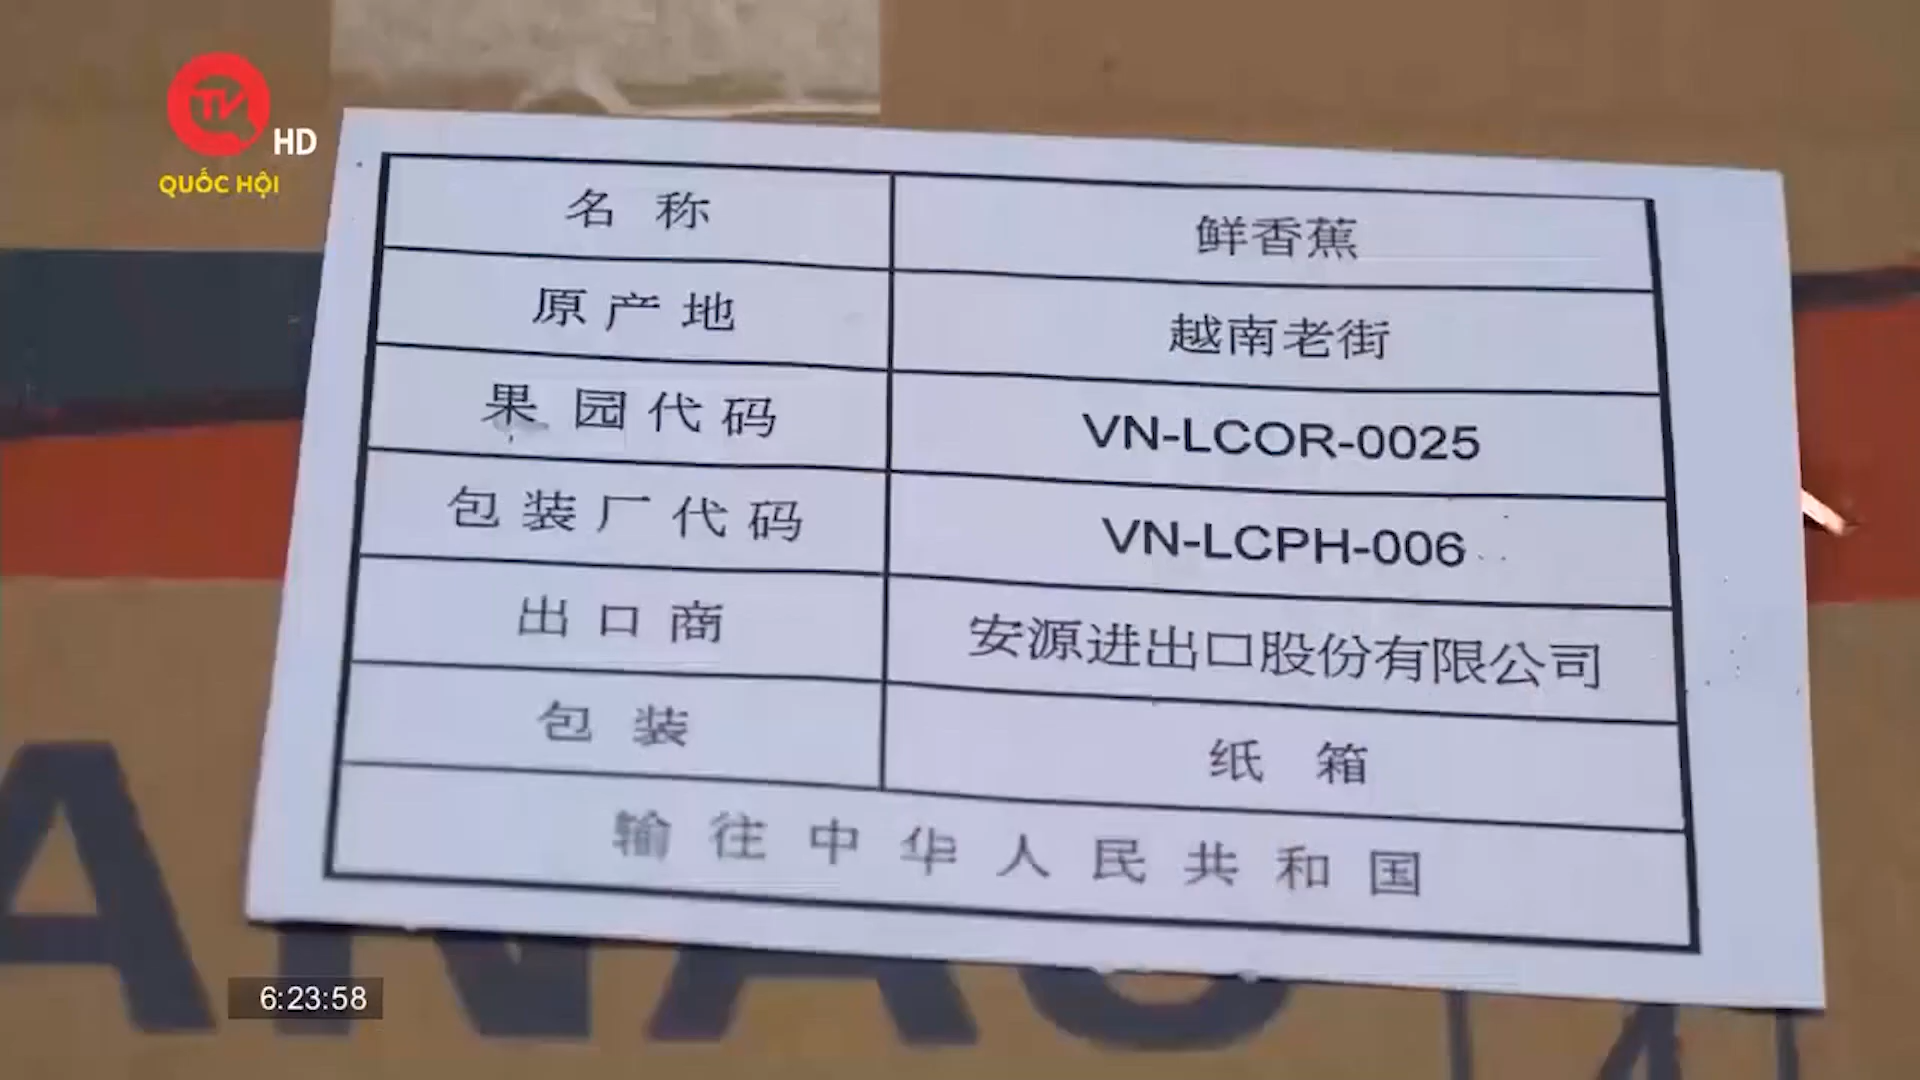 TV
HD
QUỐC HỘI
名 称 鲜香蕉
原产地 越南老街
果园代码 VN-LCOR-0025
包装厂代码 VN-LCPH-006
出口商 安源进出口股份有限公司
包 装 纸 箱
输往中华人民共和国
6:23:58